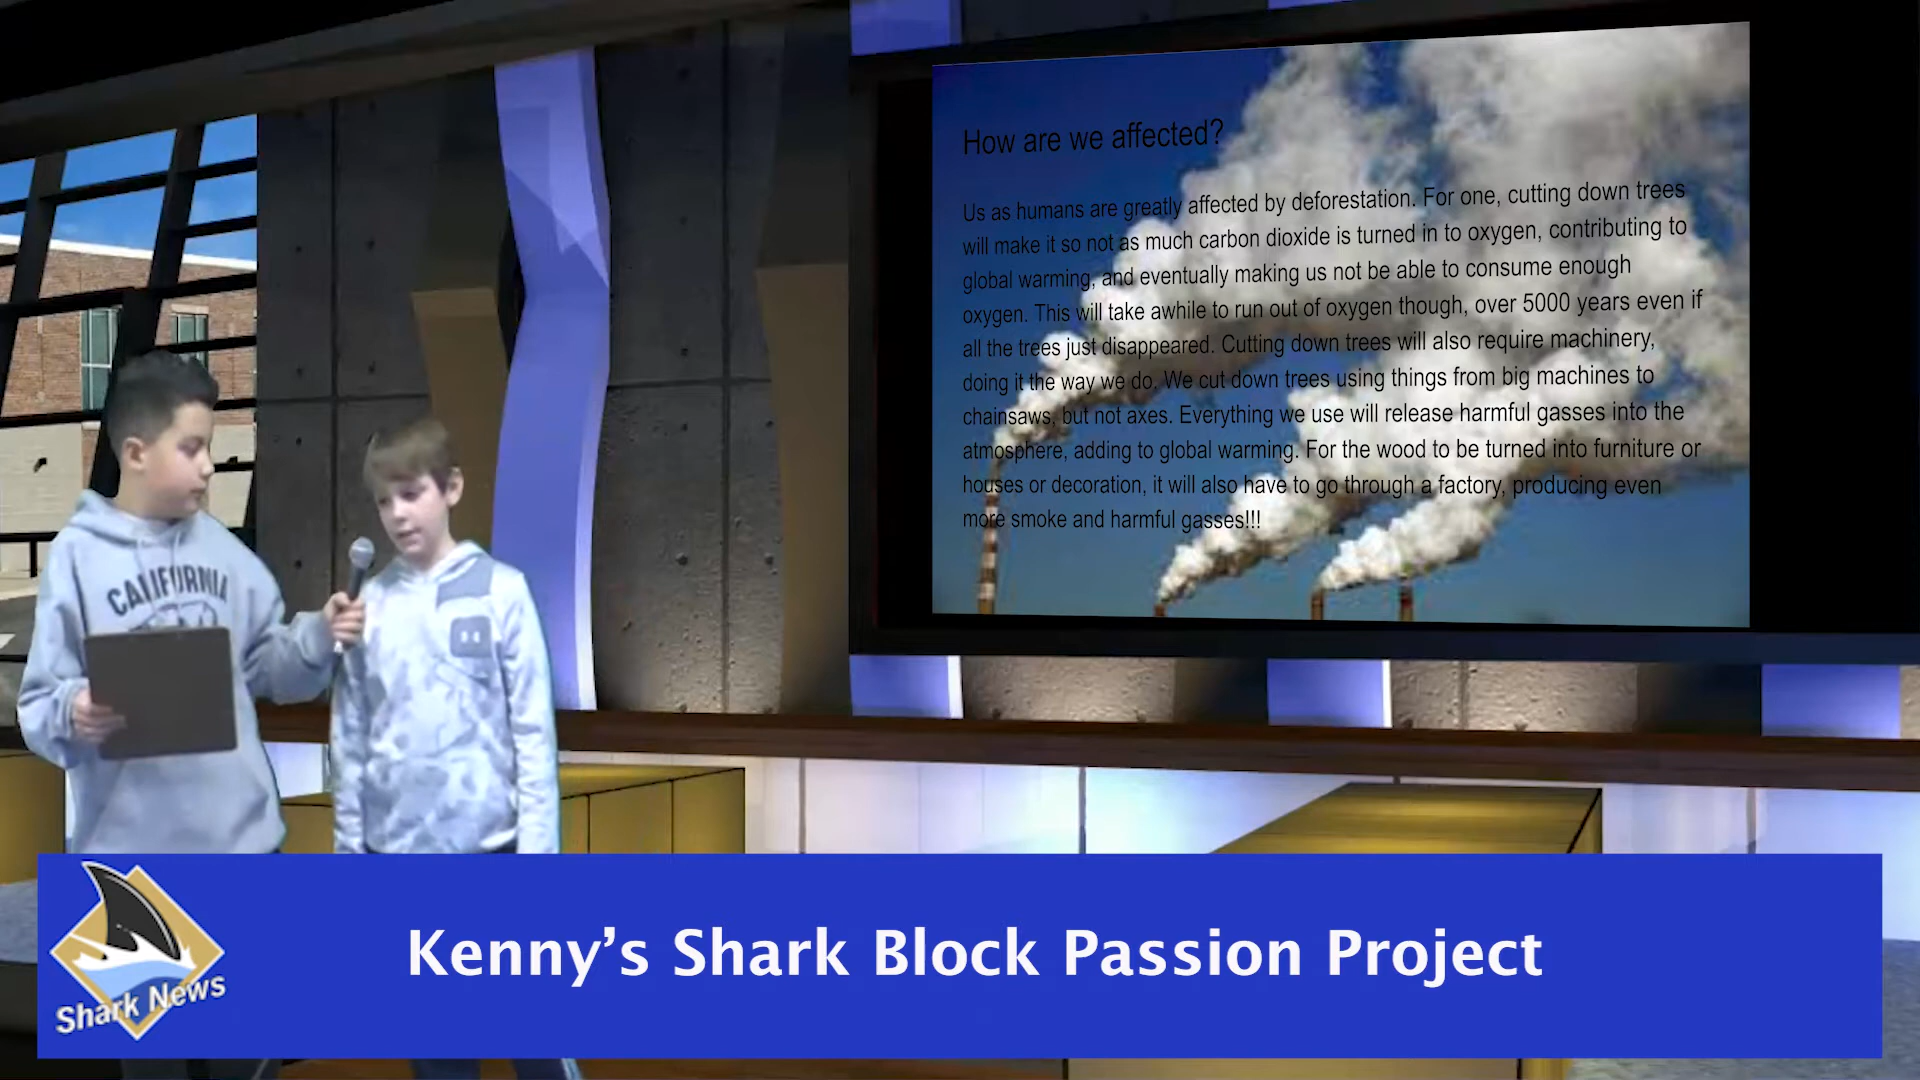 How are we affected?
Us as humans are greatly affected by deforestation. For one, cutting down trees
will make it so not as much carbon dioxide is turned in to oxygen, contributing to
global warming, and eventually making us not be able to consume enough
oxygen. This will take awhile to run out of oxygen though, over 5000 years even if
all the trees just disappeared. Cutting down trees will also require machinery,
doing it the way we do. We cut down trees using things from big machines to
chainsaws, but not axes. Everything we use will release harmful gasses into the
atmosphere, adding to global warming. For the wood to be turned into furniture or
houses or decoration, it will also have to go through a factory, producing even
more smoke and harmful gasses!!!
CALIFORNIA
Shark News
Kenny’s Shark Block Passion Project